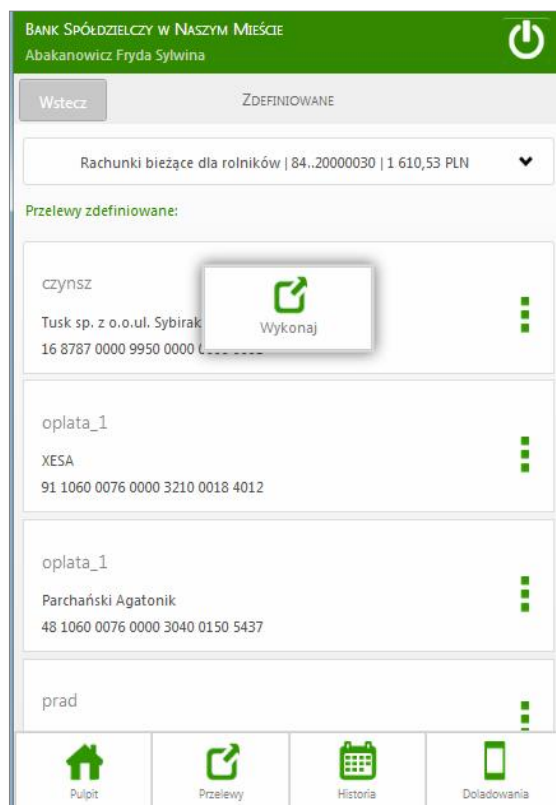 Bank Spółdzielczy w Naszym Mieście
Abakanowicz Fryda Sylwina
Wstecz
Zdefiniowane
Rachunki bieżące dla rolników | 84..20000030 | 1 610,53 PLN
Przelewy zdefiniowane:
czynsz
Tusk sp. z o.o.ul. Sybirak
Wykonaj
16 8787 0000 9950 0000
oplata_1
XESA
91 1060 0076 0000 3210 0018 4012
oplata_1
Parchański Agatonik
48 1060 0076 0000 3040 0150 5437
prad
Pulpit
Przelewy
Historia
Doladowania